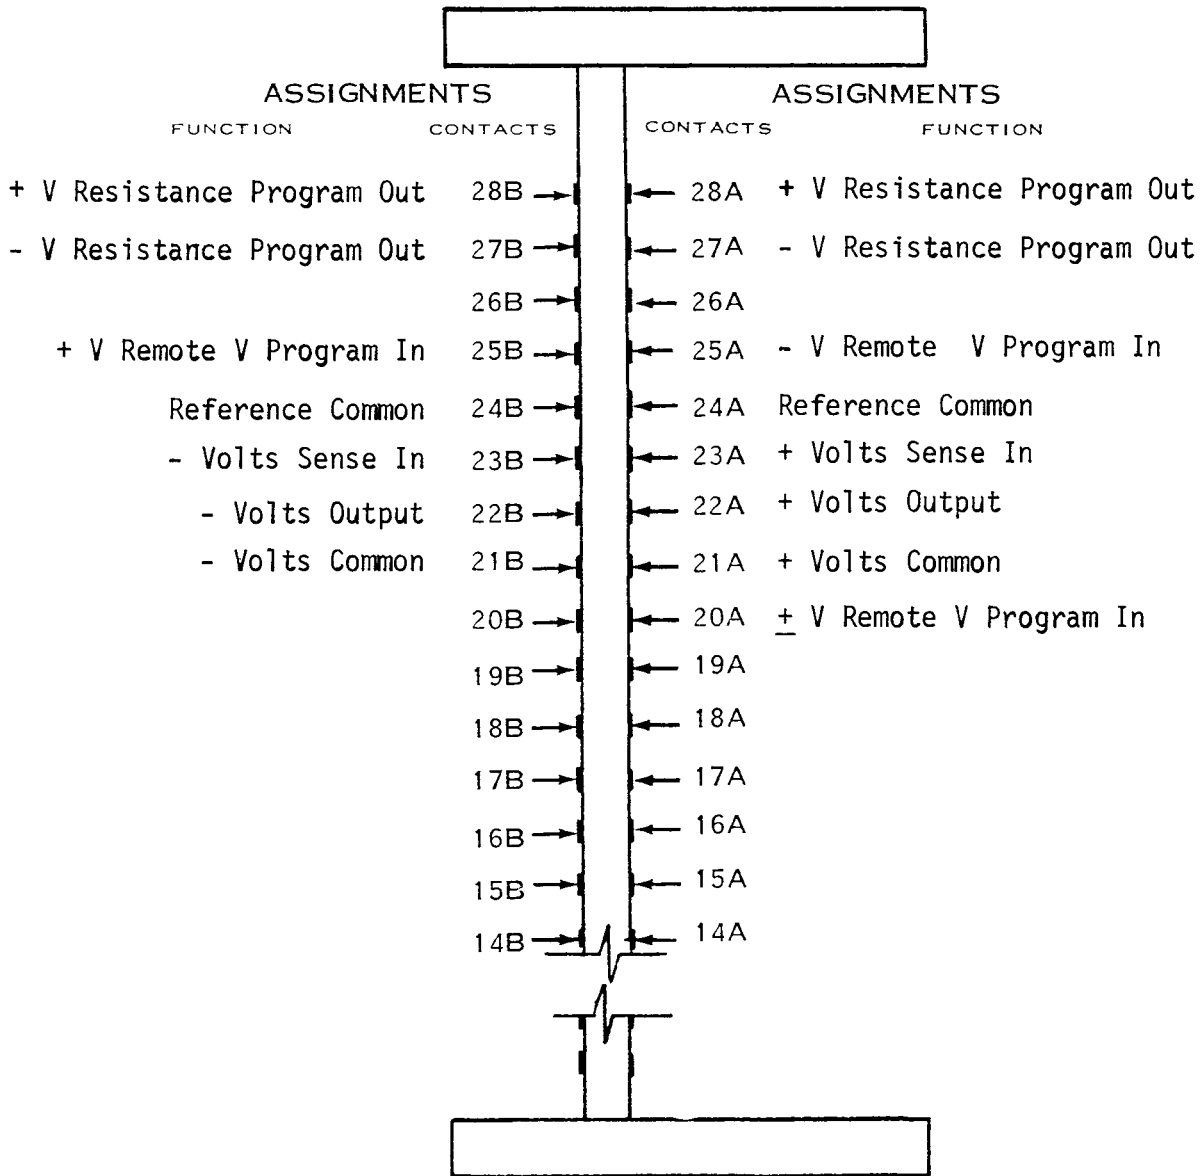 ASSIGNMENTS ASSIGNMENTS
FUNCTION CONTACTS CONTACTS FUNCTION
+ V Resistance Program Out 28B 28A + V Resistance Program Out
- V Resistance Program Out 27B 27A - V Resistance Program Out
26B 26A
+ V Remote V Program In 25B 25A - V Remote V Program In
Reference Common 24B 24A Reference Common
- Volts Sense In 23B 23A + Volts Sense In
- Volts Output 22B 22A + Volts Output
- Volts Common 21B 21A + Volts Common
20B 20A ± V Remote V Program In
19B 19A
18B 18A
17B 17A
16B 16A
15B 15A
14B 14A